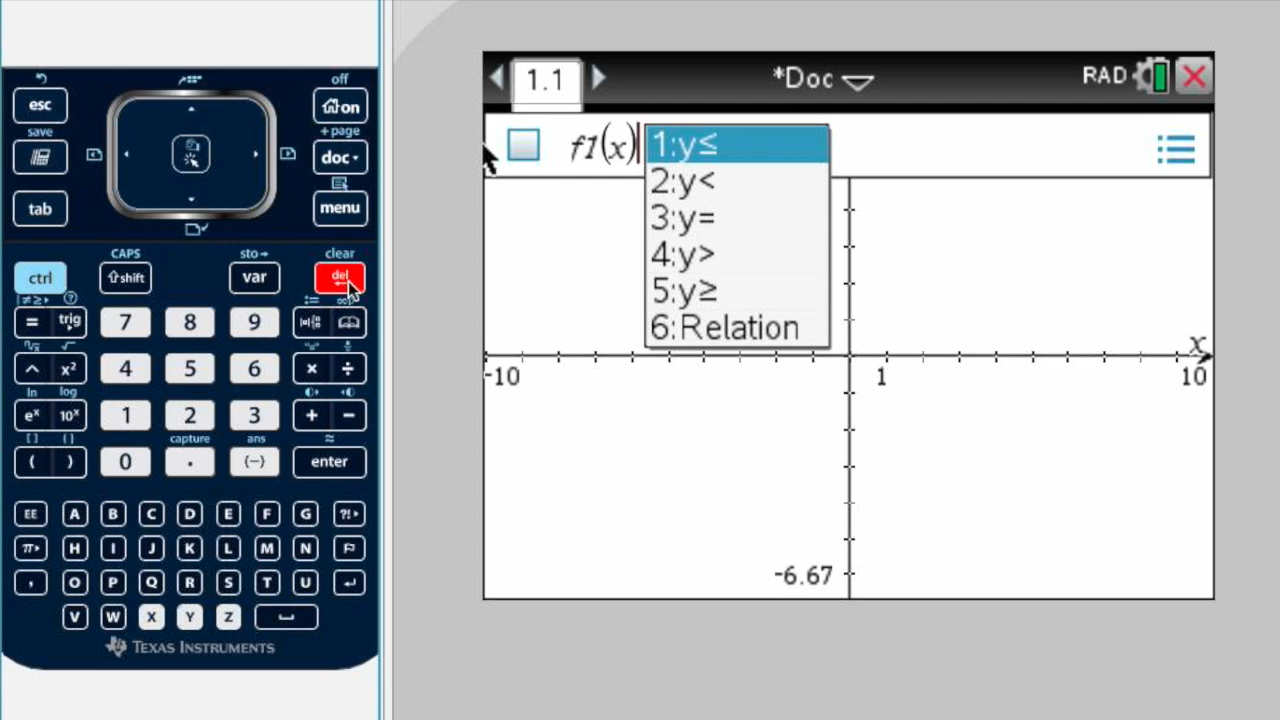 off
esc
on
save
+ page
doc
tab
menu
CAPS
sto→
clear
ctrl
⇧shift
var
del
|≠≥▸
=
trig
7
8
9
:=
^
x²
4
5
6
×
÷
ln
log
eˣ
10ˣ
1
2
3
+
−
[ ]
{ }
capture
ans
≈
(
)
0
.
(−)
enter
EE
A
B
C
D
E
F
G
?!▸
π▸
H
I
J
K
L
M
N
,
O
P
Q
R
S
T
U
V
W
X
Y
Z
TEXAS INSTRUMENTS
1.1
*Doc
RAD
f1(x)
1:y≤
2:y<
3:y=
4:y>
5:y≥
6:Relation
x
-10
1
10
-6.67